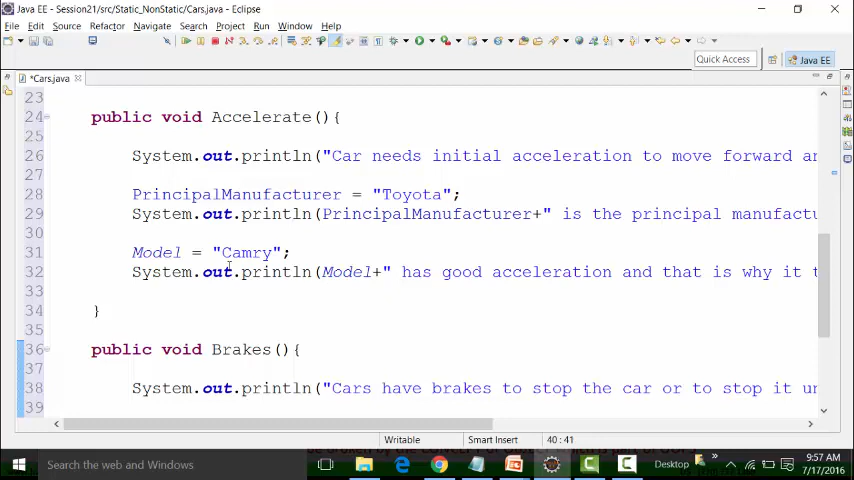 Java EE - Session21/src/Static_NonStatic/Cars.java - Eclipse
File Edit Source Refactor Navigate Search Project Run Window Help
Quick Access
Java EE
*Cars.java
23
24 public void Accelerate(){
25
26 System.out.println("Car needs initial acceleration to move forward an
27
28 PrincipalManufacturer = "Toyota";
29 System.out.println(PrincipalManufacturer+" is the principal manufactu
30
31 Model = "Camry";
32 System.out.println(Model+" has good acceleration and that is why it t
33
34 }
35
36 public void Brakes(){
37
38 System.out.println("Cars have brakes to stop the car or to stop it un
39
Writable Smart Insert 40 : 41
Search the web and Windows
Desktop
9:57 AM
7/17/2016